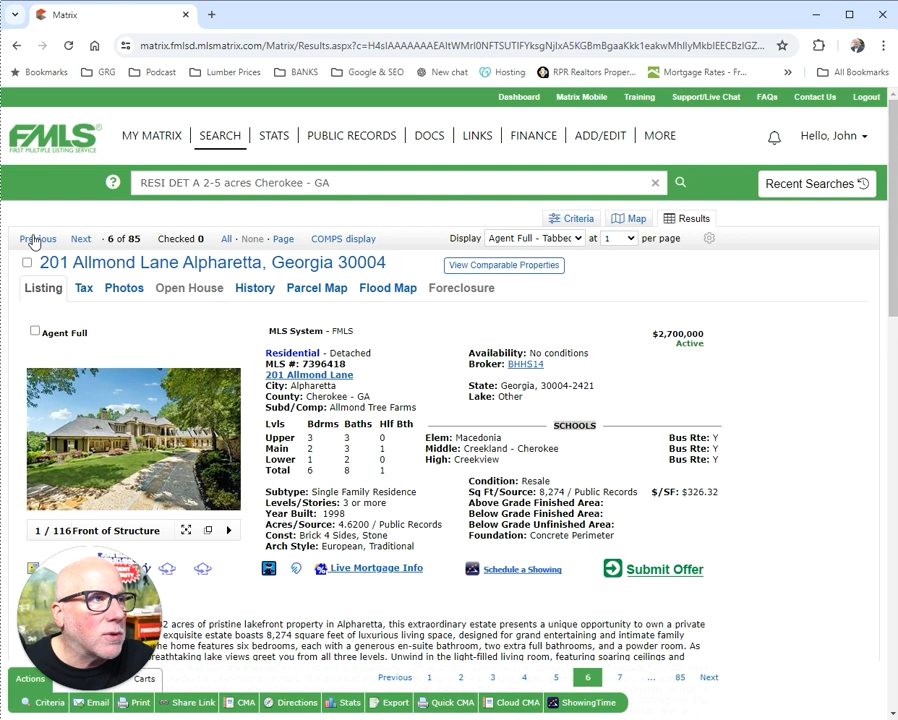 Matrix
matrix.fmlsd.mlsmatrix.com/Matrix/Results.aspx?c=H4sIAAAAAAEAItWMrI0NFTSUTIFYksgNjIxA5KGBmBgaaKkk1eakwMhllyMkblEECBzIGZ...
Bookmarks GRG Podcast Lumber Prices BANKS Google & SEO New chat Hosting RPR Realtors Proper... Mortgage Rates - Fr... » All Bookmarks
Dashboard Matrix Mobile Training Support/Live Chat FAQs Contact Us Logout
FMLS
FIRST MULTIPLE LISTING SERVICE
MY MATRIX SEARCH STATS PUBLIC RECORDS DOCS LINKS FINANCE ADD/EDIT MORE Hello, John
? RESI DET A 2-5 acres Cherokee - GA Recent Searches
Criteria Map Results
Previous Next · 6 of 85 Checked 0 All · None · Page COMPS display Display Agent Full - Tabbec at 1 per page
201 Allmond Lane Alpharetta, Georgia 30004 View Comparable Properties
Listing Tax Photos Open House History Parcel Map Flood Map Foreclosure
Agent Full
MLS System - FMLS $2,700,000
Active
Residential - Detached Availability: No conditions
MLS #: 7396418 Broker: BHHS14
201 Allmond Lane
City: Alpharetta State: Georgia, 30004-2421
County: Cherokee - GA Lake: Other
Subd/Comp: Allmond Tree Farms
Lvls Bdrms Baths Hlf Bth SCHOOLS
Upper 3 3 0 Elem: Macedonia Bus Rte: Y
Main 2 3 1 Middle: Creekland - Cherokee Bus Rte: Y
Lower 1 2 0 High: Creekview Bus Rte: Y
Total 6 8 1
Condition: Resale
Subtype: Single Family Residence Sq Ft/Source: 8,274 / Public Records $/SF: $326.32
Levels/Stories: 3 or more Above Grade Finished Area:
Year Built: 1998 Below Grade Finished Area:
Acres/Source: 4.6200 / Public Records Below Grade Unfinished Area:
Const: Brick 4 Sides, Stone Foundation: Concrete Perimeter
Arch Style: European, Traditional
1 / 116 Front of Structure
Live Mortgage Info Schedule a Showing Submit Offer
2 acres of pristine lakefront property in Alpharetta, this extraordinary estate presents a unique opportunity to own a private
exquisite estate boasts 8,274 square feet of luxurious living space, designed for grand entertaining and intimate family
he home features six bedrooms, each with a generous en-suite bathroom, two extra full bathrooms, and a powder room. As
reathtaking lake views greet you from all three levels. Unwind in the light-filled living room, featuring soaring ceilings and
Actions Carts Previous 1 2 3 4 5 6 7 ... 85 Next
Criteria Email Print Share Link CMA Directions Stats Export Quick CMA Cloud CMA ShowingTime